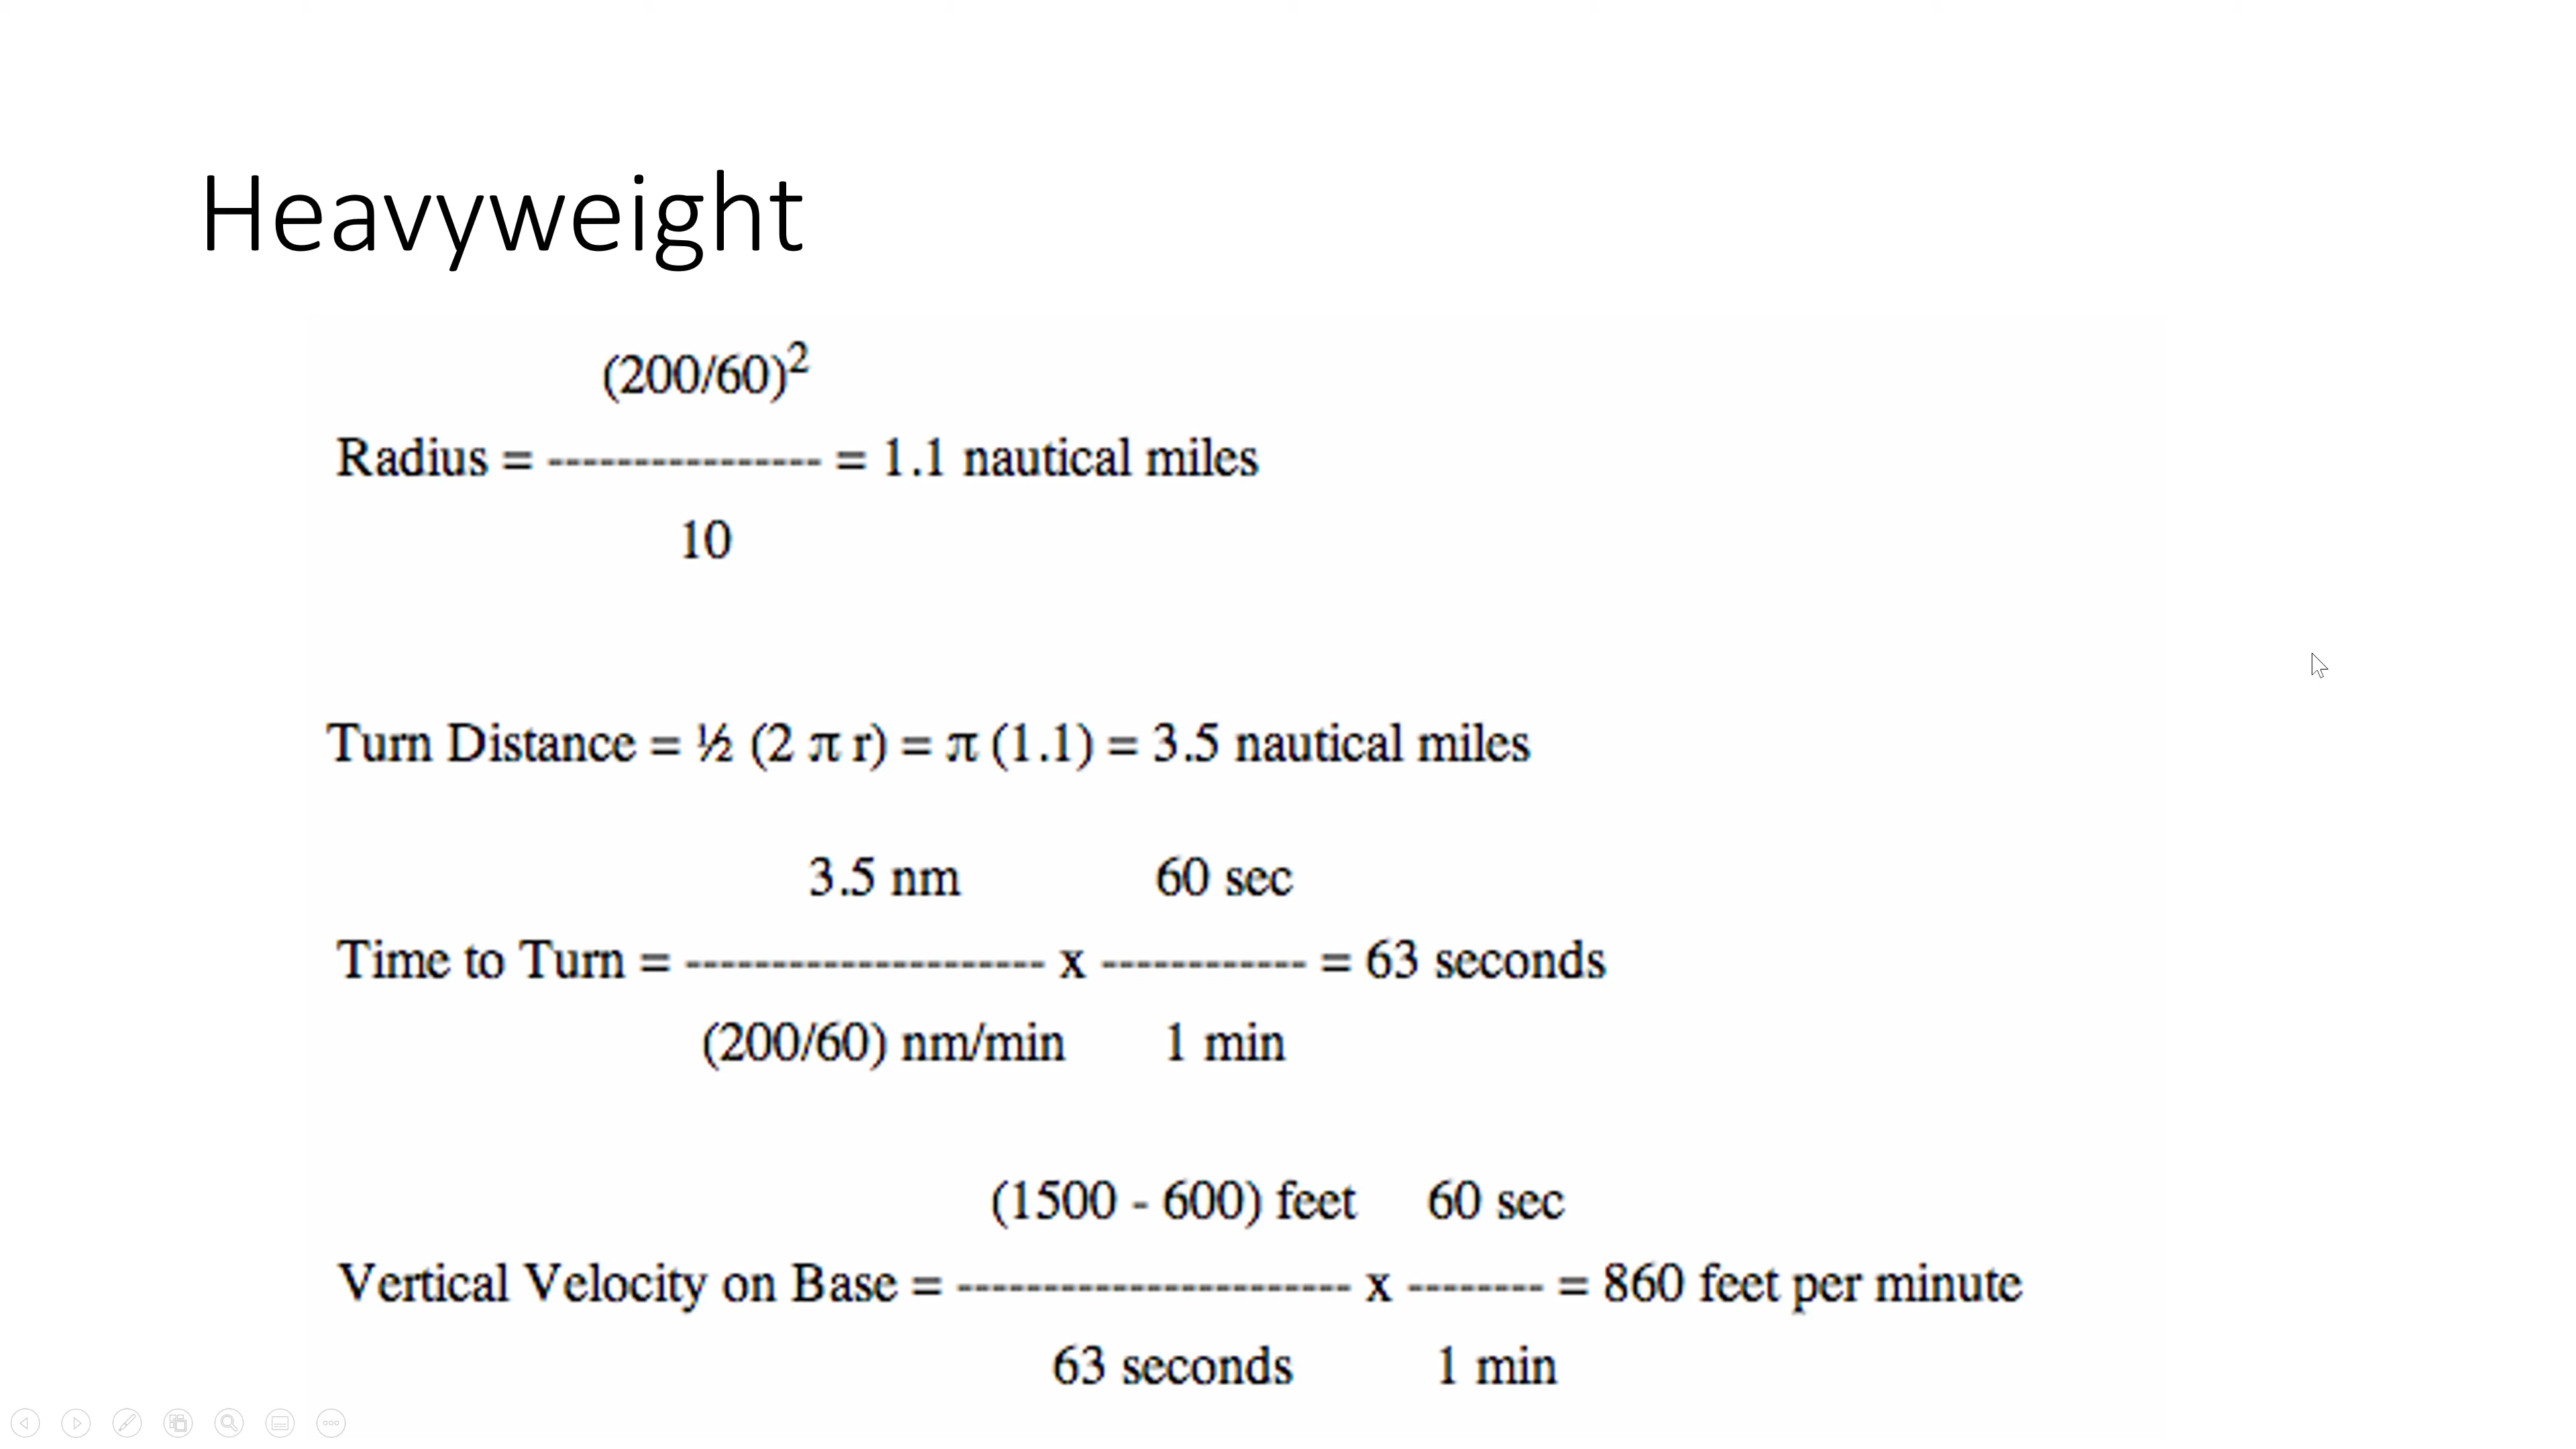 Heavyweight
(200/60)²
Radius = ---------------- = 1.1 nautical miles
10
Turn Distance = ½ (2 π r) = π (1.1) = 3.5 nautical miles
3.5 nm 60 sec
Time to Turn = --------------------- x ------------ = 63 seconds
(200/60) nm/min 1 min
(1500 - 600) feet 60 sec
Vertical Velocity on Base = ----------------------- x -------- = 860 feet per minute
63 seconds 1 min